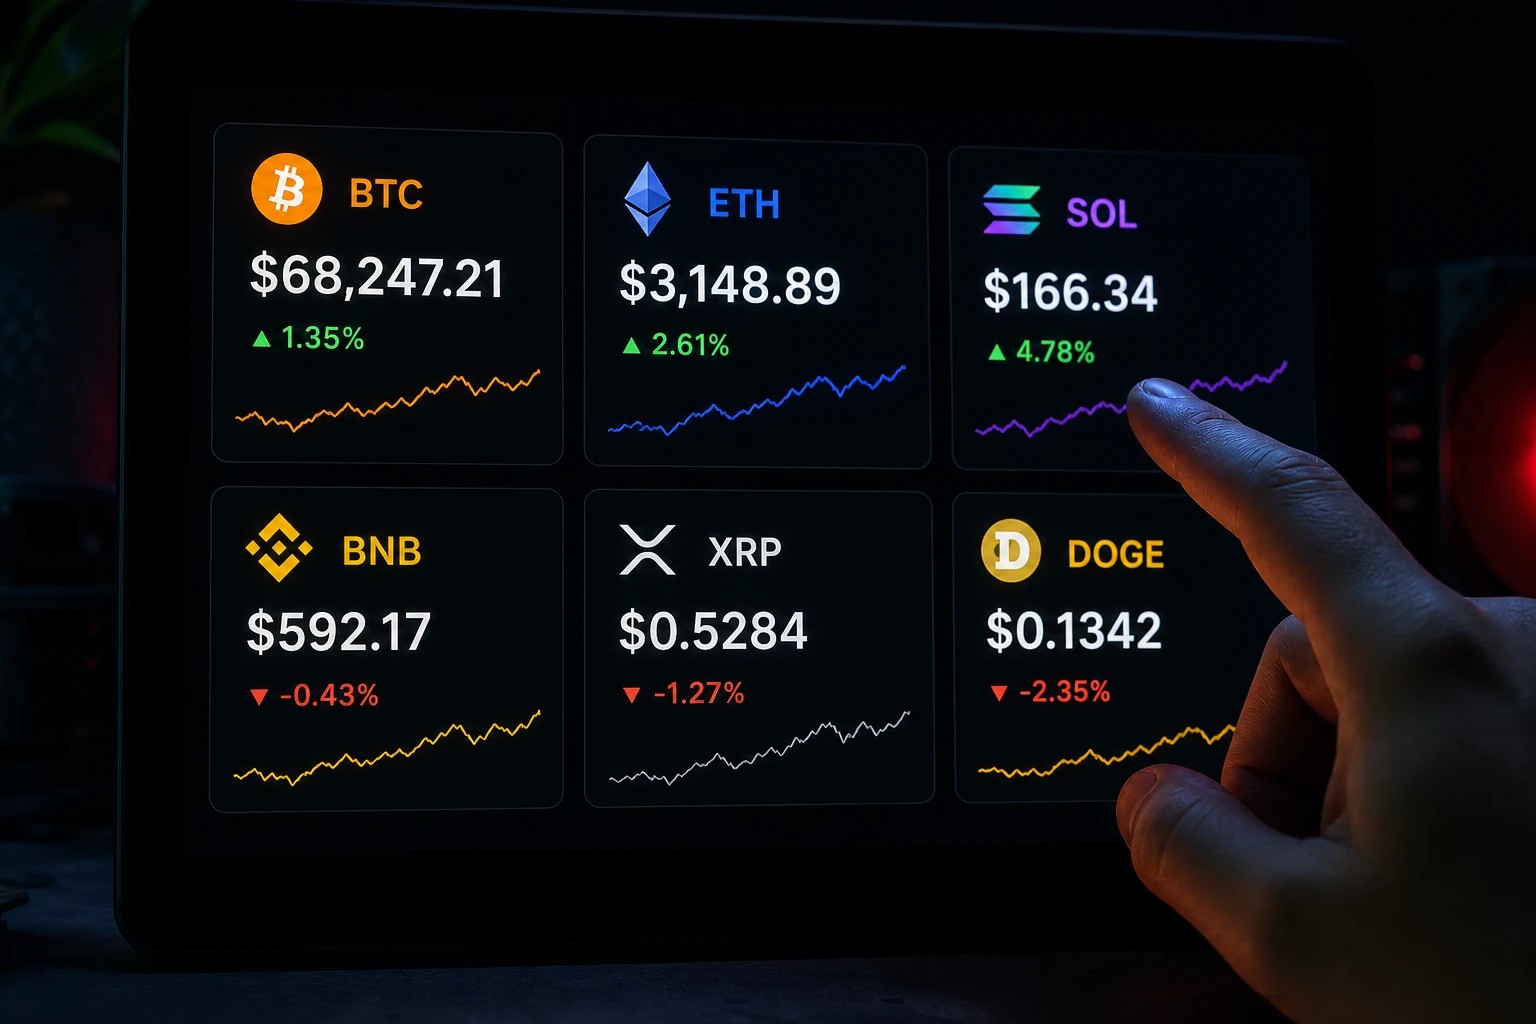 BTC
$68,247.21
▲ 1.35%
ETH
$3,148.89
▲ 2.61%
SOL
$166.34
▲ 4.78%
BNB
$592.17
▼ -0.43%
XRP
$0.5284
▼ -1.27%
DOGE
$0.1342
▼ -2.35%